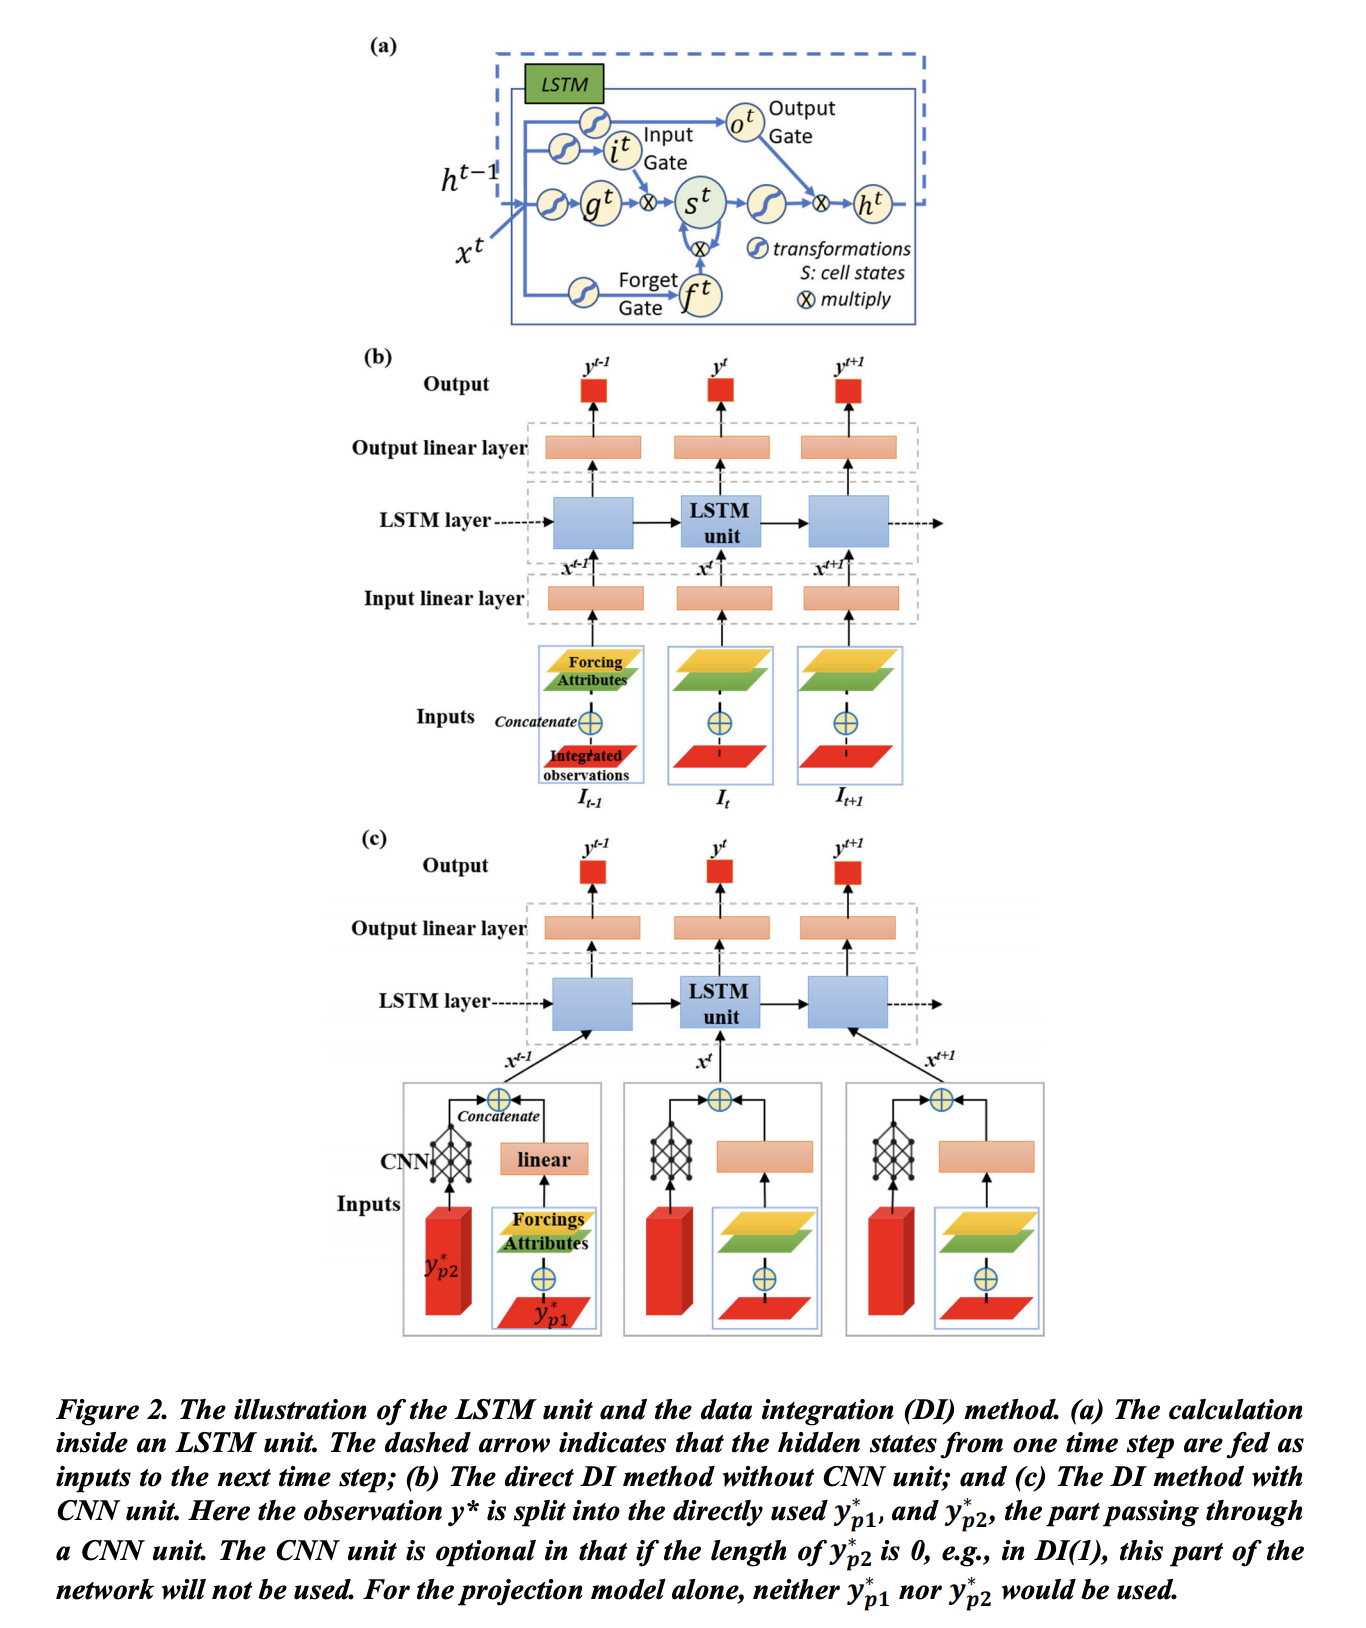 (a)
LSTM
Output
Gate
o^t
Input
Gate
i^t
h^{t-1}
g^t
s^t
h^t
x^t
transformations
S: cell states
multiply
Forget
Gate
f^t
(b)
y^{t-1} y^t y^{t+1}
Output
Output linear layer
LSTM layer
LSTM
unit
x^{t-1} x^t x^{t+1}
Input linear layer
Forcing
Attributes
Inputs
Concatenate
Integrated
observations
I_{t-1} I_t I_{t+1}
(c)
y^{t-1} y^t y^{t+1}
Output
Output linear layer
LSTM layer
LSTM
unit
x^{t-1} x^t x^{t+1}
Concatenate
CNN
linear
Inputs
Forcings
Attributes
y^*_{p2}
y^*_{p1}
Figure 2. The illustration of the LSTM unit and the data integration (DI) method. (a) The calculation
inside an LSTM unit. The dashed arrow indicates that the hidden states from one time step are fed as
inputs to the next time step; (b) The direct DI method without CNN unit; and (c) The DI method with
CNN unit. Here the observation y* is split into the directly used y^*_{p1}, and y^*_{p2}, the part passing through
a CNN unit. The CNN unit is optional in that if the length of y^*_{p2} is 0, e.g., in DI(1), this part of the
network will not be used. For the projection model alone, neither y^*_{p1} nor y^*_{p2} would be used.